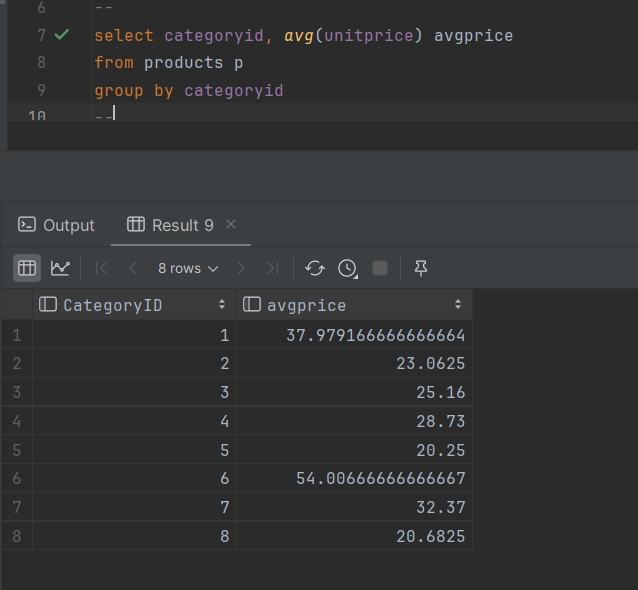 6 --
7 select categoryid, avg(unitprice) avgprice
8 from products p
9 group by categoryid
10 --
Output Result 9
8 rows
CategoryID avgprice
1 1 37.979166666666664
2 2 23.0625
3 3 25.16
4 4 28.73
5 5 20.25
6 6 54.00666666666667
7 7 32.37
8 8 20.6825